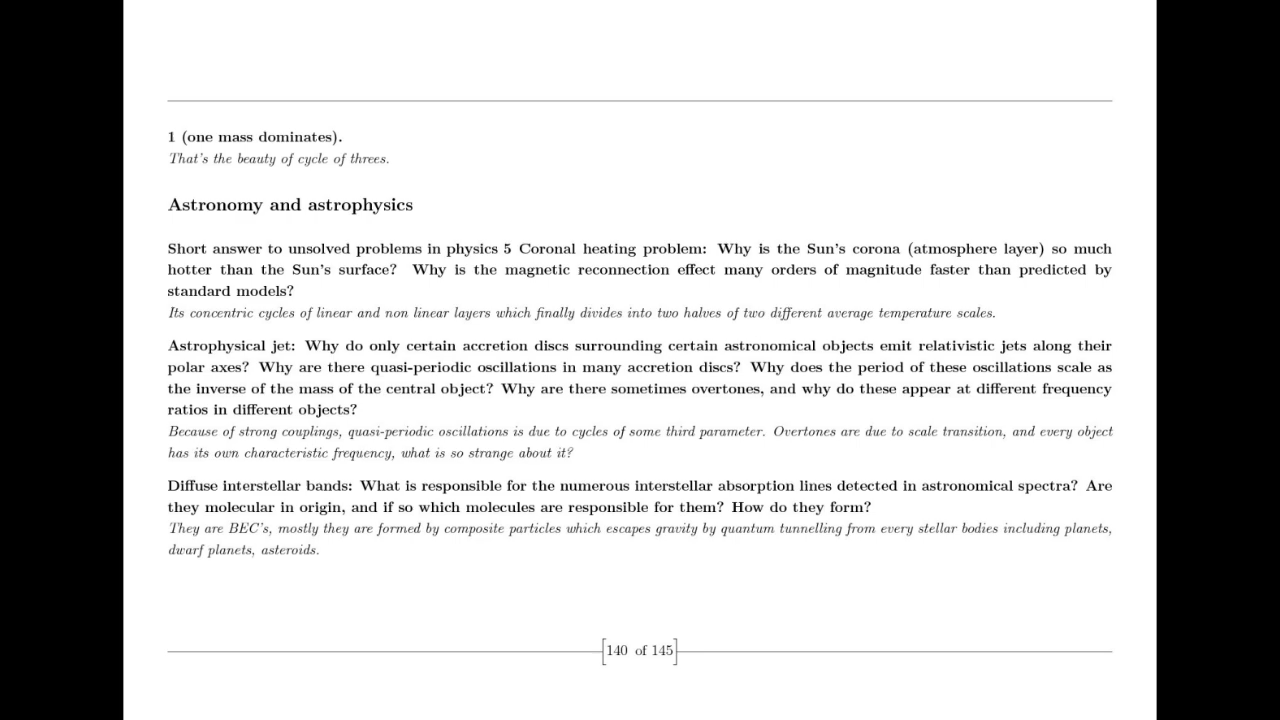 1 (one mass dominates).
That's the beauty of cycle of threes.
Astronomy and astrophysics
Short answer to unsolved problems in physics 5 Coronal heating problem: Why is the Sun's corona (atmosphere layer) so much
hotter than the Sun's surface? Why is the magnetic reconnection effect many orders of magnitude faster than predicted by
standard models?
Its concentric cycles of linear and non linear layers which finally divides into two halves of two different average temperature scales.
Astrophysical jet: Why do only certain accretion discs surrounding certain astronomical objects emit relativistic jets along their
polar axes? Why are there quasi-periodic oscillations in many accretion discs? Why does the period of these oscillations scale as
the inverse of the mass of the central object? Why are there sometimes overtones, and why do these appear at different frequency
ratios in different objects?
Because of strong couplings, quasi-periodic oscillations is due to cycles of some third parameter. Overtones are due to scale transition, and every object
has its own characteristic frequency, what is so strange about it?
Diffuse interstellar bands: What is responsible for the numerous interstellar absorption lines detected in astronomical spectra? Are
they molecular in origin, and if so which molecules are responsible for them? How do they form?
They are BEC's, mostly they are formed by composite particles which escapes gravity by quantum tunnelling from every stellar bodies including planets,
dwarf planets, asteroids.
[140 of 145]